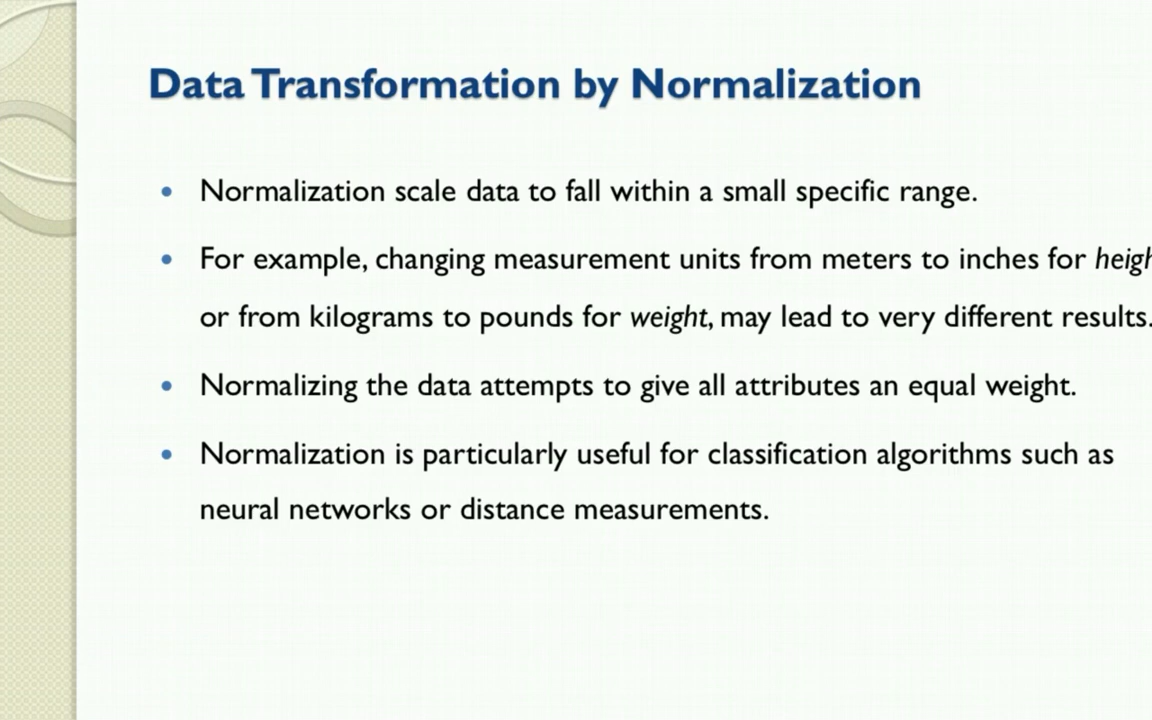 Data Transformation by Normalization
• Normalization scale data to fall within a small specific range.
• For example, changing measurement units from meters to inches for
or from kilograms to pounds for weight, may lead to very different results.
• Normalizing the data attempts to give all attributes an equal weight.
• Normalization is particularly useful for classification algorithms such as
neural networks or distance measurements.